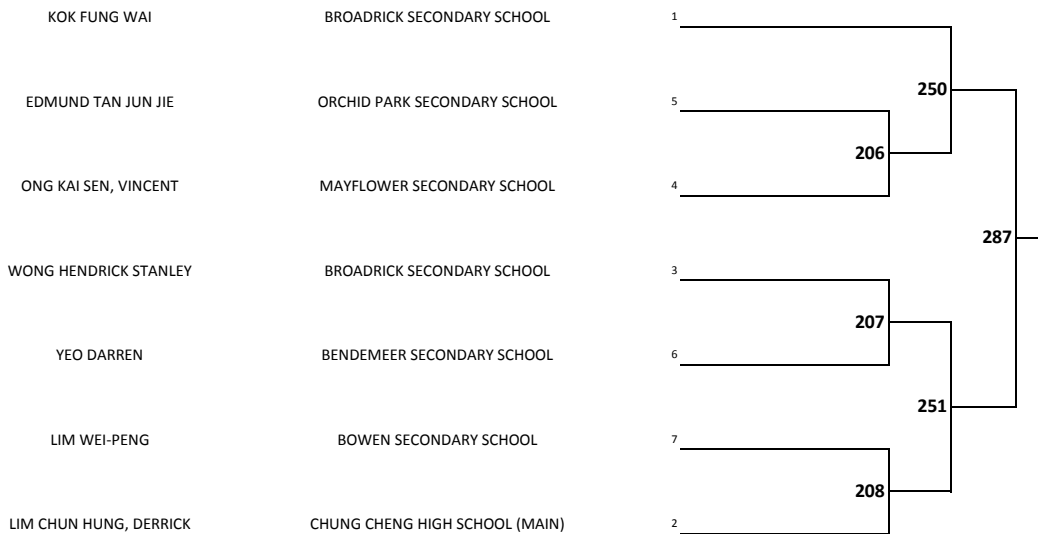 KOK FUNG WAI BROADRICK SECONDARY SCHOOL 1
250
EDMUND TAN JUN JIE ORCHID PARK SECONDARY SCHOOL 5
206
ONG KAI SEN, VINCENT MAYFLOWER SECONDARY SCHOOL 4
287
WONG HENDRICK STANLEY BROADRICK SECONDARY SCHOOL 3
207
YEO DARREN BENDEMEER SECONDARY SCHOOL 6
251
LIM WEI-PENG BOWEN SECONDARY SCHOOL 7
208
LIM CHUN HUNG, DERRICK CHUNG CHENG HIGH SCHOOL (MAIN) 2